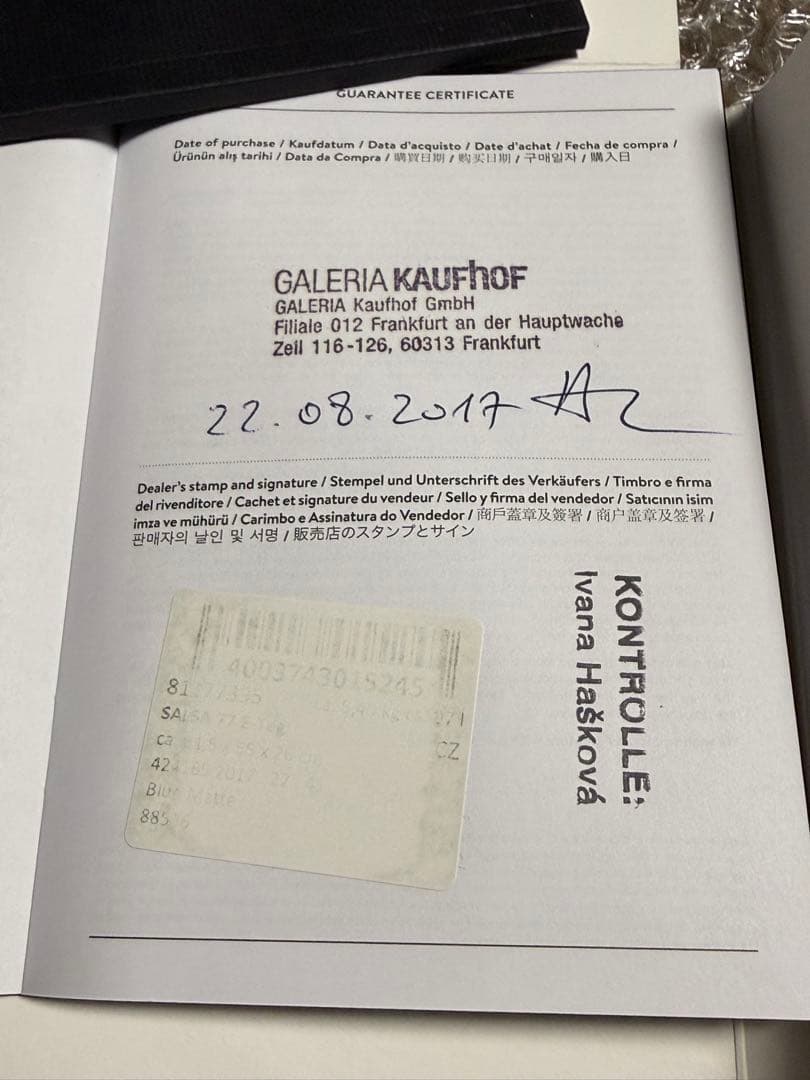 GUARANTEE CERTIFICATE
Date of purchase / Kaufdatum / Data d'acquisto / Date d'achat / Fecha de compra /
Ürünün alış tarihi / Data da Compra / 購買日期 / 购买日期 / 구매일자 / 購入日
GALERIA KAUFhOF
GALERIA Kaufhof GmbH
Filiale 012 Frankfurt an der Hauptwache
Zeil 116-126, 60313 Frankfurt
22.08.2017
Dealer's stamp and signature / Stempel und Unterschrift des Verkäufers / Timbro e firma
del rivenditore / Cachet et signature du vendeur / Sello y firma del vendedor / Satıcının isim
imza ve mühürü / Carimbo e Assinatura do Vendedor / 商戶蓋章及簽署 / 商户盖章及签署 /
판매자의 날인 및 서명 / 販売店のスタンプとサイン
KONTROLLE:
Ivana Hašková
4003743015245
SALSA 77
CZ